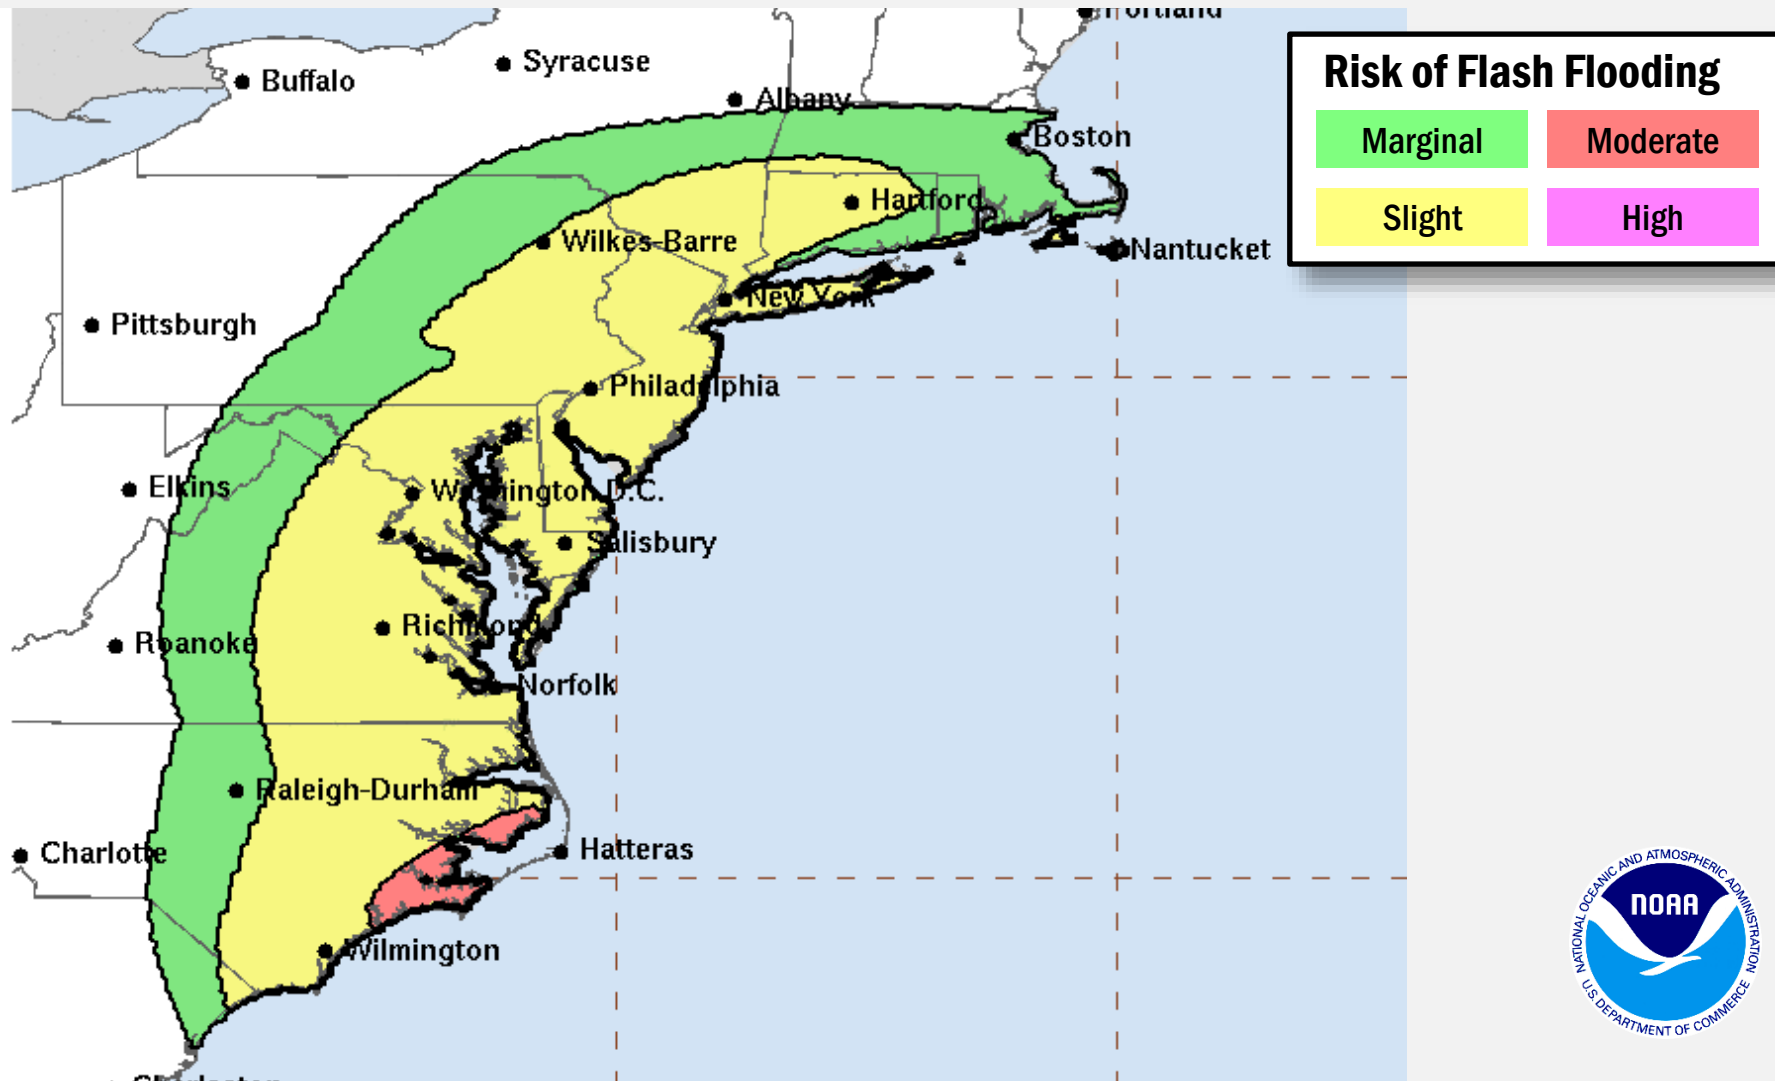 Portland
Risk of Flash Flooding
Marginal
Moderate
Slight
High
Syracuse
Buffalo
Albany
Boston
Hartford
Wilkes-Barre
Nantucket
New York
Pittsburgh
Philadelphia
Elkins
Washington D.C.
Salisbury
Richmond
Roanoke
Norfolk
Raleigh-Durham
Charlotte
Hatteras
Wilmington
Charleston
NATIONAL OCEANIC AND ATMOSPHERIC ADMINISTRATION
NOAA
U.S. DEPARTMENT OF COMMERCE